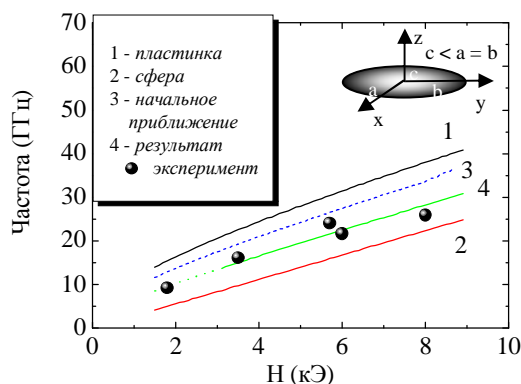 70
60
50
40
30
20
10
0
Частота (ГГц)
1 - пластинка
2 - сфера
3 - начальное
приближение
4 - результат
эксперимент
z
c < a = b
c
a
b
y
x
1
3
4
2
0 2 4 6 8 10
H (кЭ)